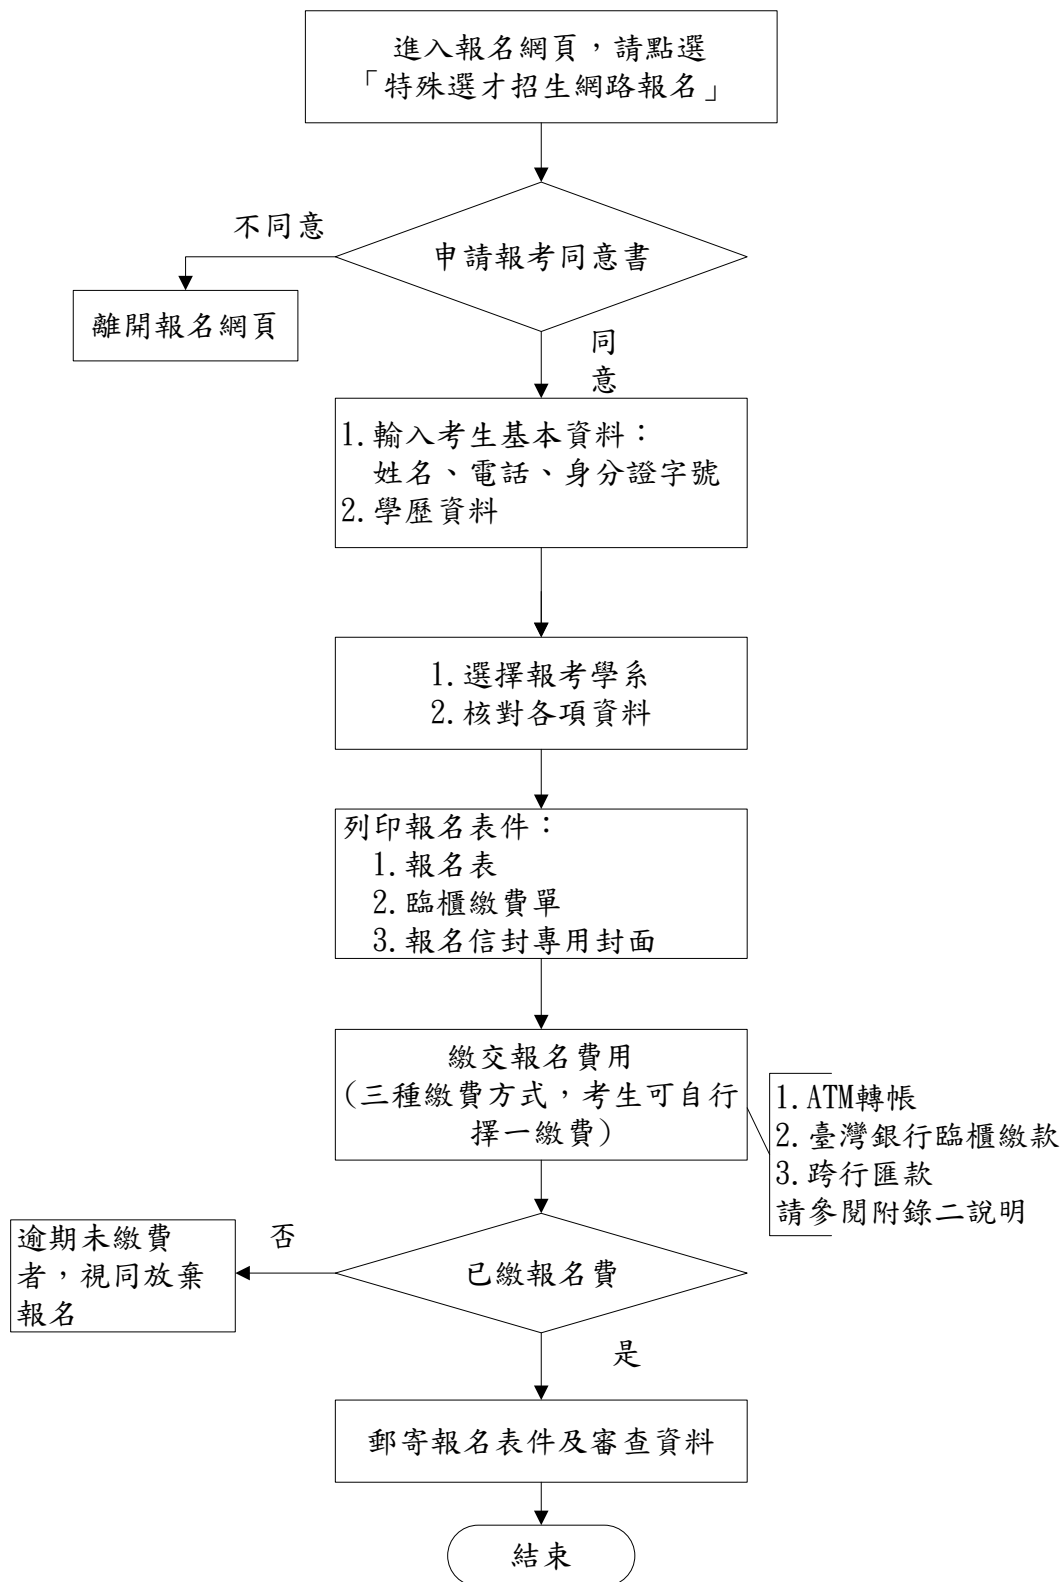 進入報名網頁，請點選
「特殊選才招生網路報名」
申請報考同意書
不同意
離開報名網頁
同
意
1.輸入考生基本資料：
姓名、電話、身分證字號
2.學歷資料
1.選擇報考學系
2.核對各項資料
列印報名表件：
1.報名表
2.臨櫃繳費單
3.報名信封專用封面
繳交報名費用
(三種繳費方式，考生可自行
擇一繳費)
1.ATM轉帳
2.臺灣銀行臨櫃繳款
3.跨行匯款
請參閱附錄二說明
已繳報名費
否
逾期未繳費
者，視同放棄
報名
是
郵寄報名表件及審查資料
結束